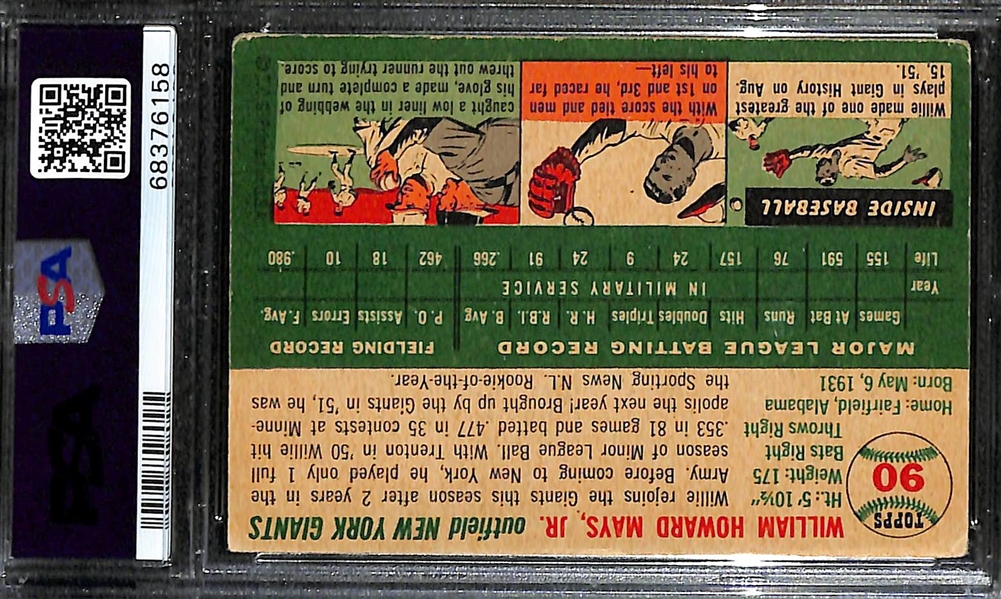 TOPPS
90
WILLIAM HOWARD MAYS, JR. outfield NEW YORK GIANTS
Ht.: 5' 10½"
Weight: 175
Bats Right
Throws Right
Home: Fairfield, Alabama
Born: May 6, 1931
Willie rejoins the Giants this season after 2 years in the
Army. Before coming to New York, he played only 1 full
season of Minor League Ball. With Trenton in '50 Willie hit
.353 in 81 games and batted .477 in 35 contests at Minne-
apolis the next year! Brought up by the Giants in '51, he was
the Sporting News N.L. Rookie-of-the-Year.
MAJOR LEAGUE BATTING RECORD FIELDING RECORD
Games At Bat Runs Hits Doubles Triples H.R. R.B.I. B. Avg P.O. Assists Errors F. Avg.
Year IN MILITARY SERVICE
Life 155 591 76 157 24 9 24 91 .266 462 18 10 .980
INSIDE BASEBALL
Willie made one of the greatest
plays in Giant History on Aug.
15, '51.
With the score tied and men
on 1st and 3rd, he raced far
to his left—
caught a low liner in the webbing of
his glove, made a complete turn and
threw out the runner trying to score.
68376158
PSA
PSA